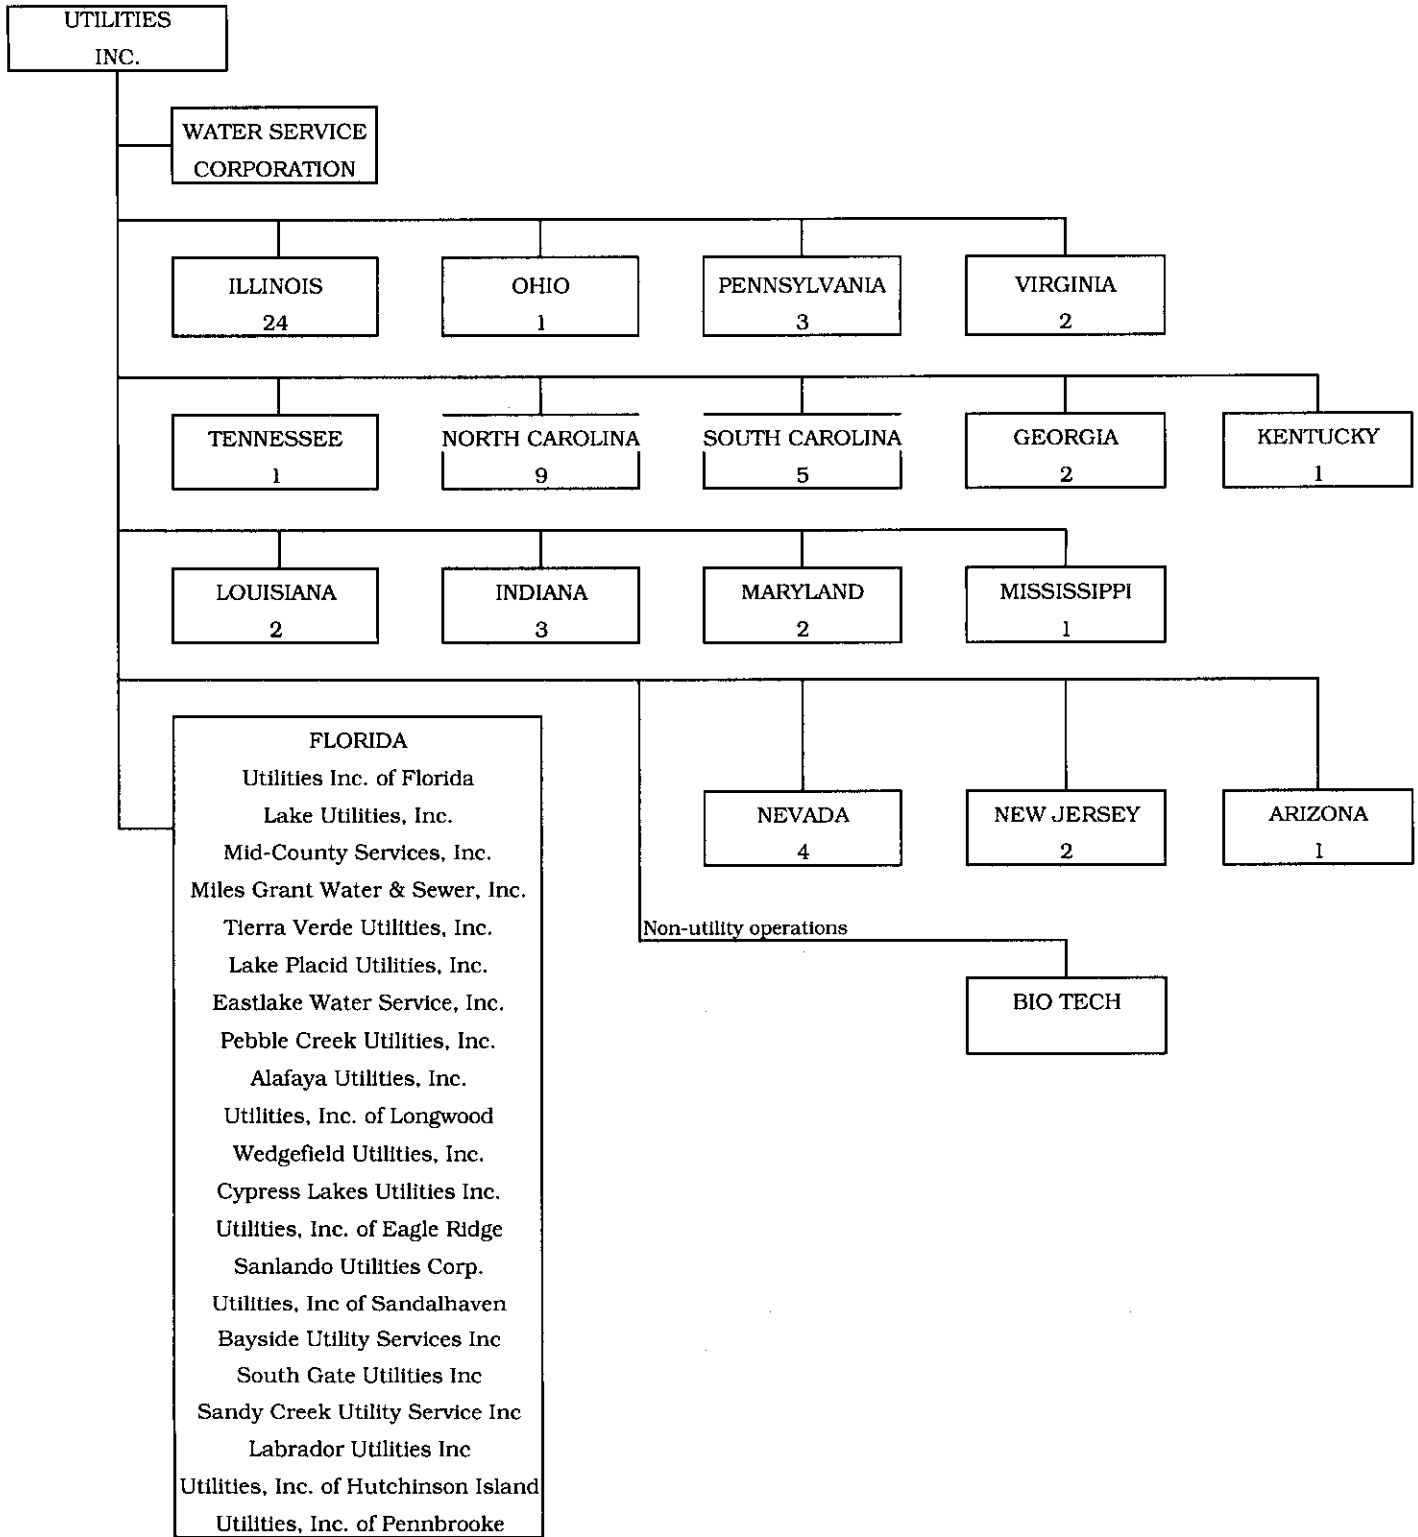 UTILITIES
INC.
WATER SERVICE
CORPORATION
ILLINOIS
24
OHIO
1
PENNSYLVANIA
3
VIRGINIA
2
TENNESSEE
1
NORTH CAROLINA
9
SOUTH CAROLINA
5
GEORGIA
2
KENTUCKY
1
LOUISIANA
2
INDIANA
3
MARYLAND
2
MISSISSIPPI
1
FLORIDA
Utilities Inc. of Florida
Lake Utilities, Inc.
Mid-County Services, Inc.
Miles Grant Water & Sewer, Inc.
Tierra Verde Utilities, Inc.
Lake Placid Utilities, Inc.
Eastlake Water Service, Inc.
Pebble Creek Utilities, Inc.
Alafaya Utilities, Inc.
Utilities, Inc. of Longwood
Wedgefield Utilities, Inc.
Cypress Lakes Utilities Inc.
Utilities, Inc. of Eagle Ridge
Sanlando Utilities Corp.
Utilities, Inc of Sandalhaven
Bayside Utility Services Inc
South Gate Utilities Inc
Sandy Creek Utility Service Inc
Labrador Utilities Inc
Utilities, Inc. of Hutchinson Island
Utilities, Inc. of Pennbrooke
NEVADA
4
NEW JERSEY
2
ARIZONA
1
Non-utility operations
BIO TECH